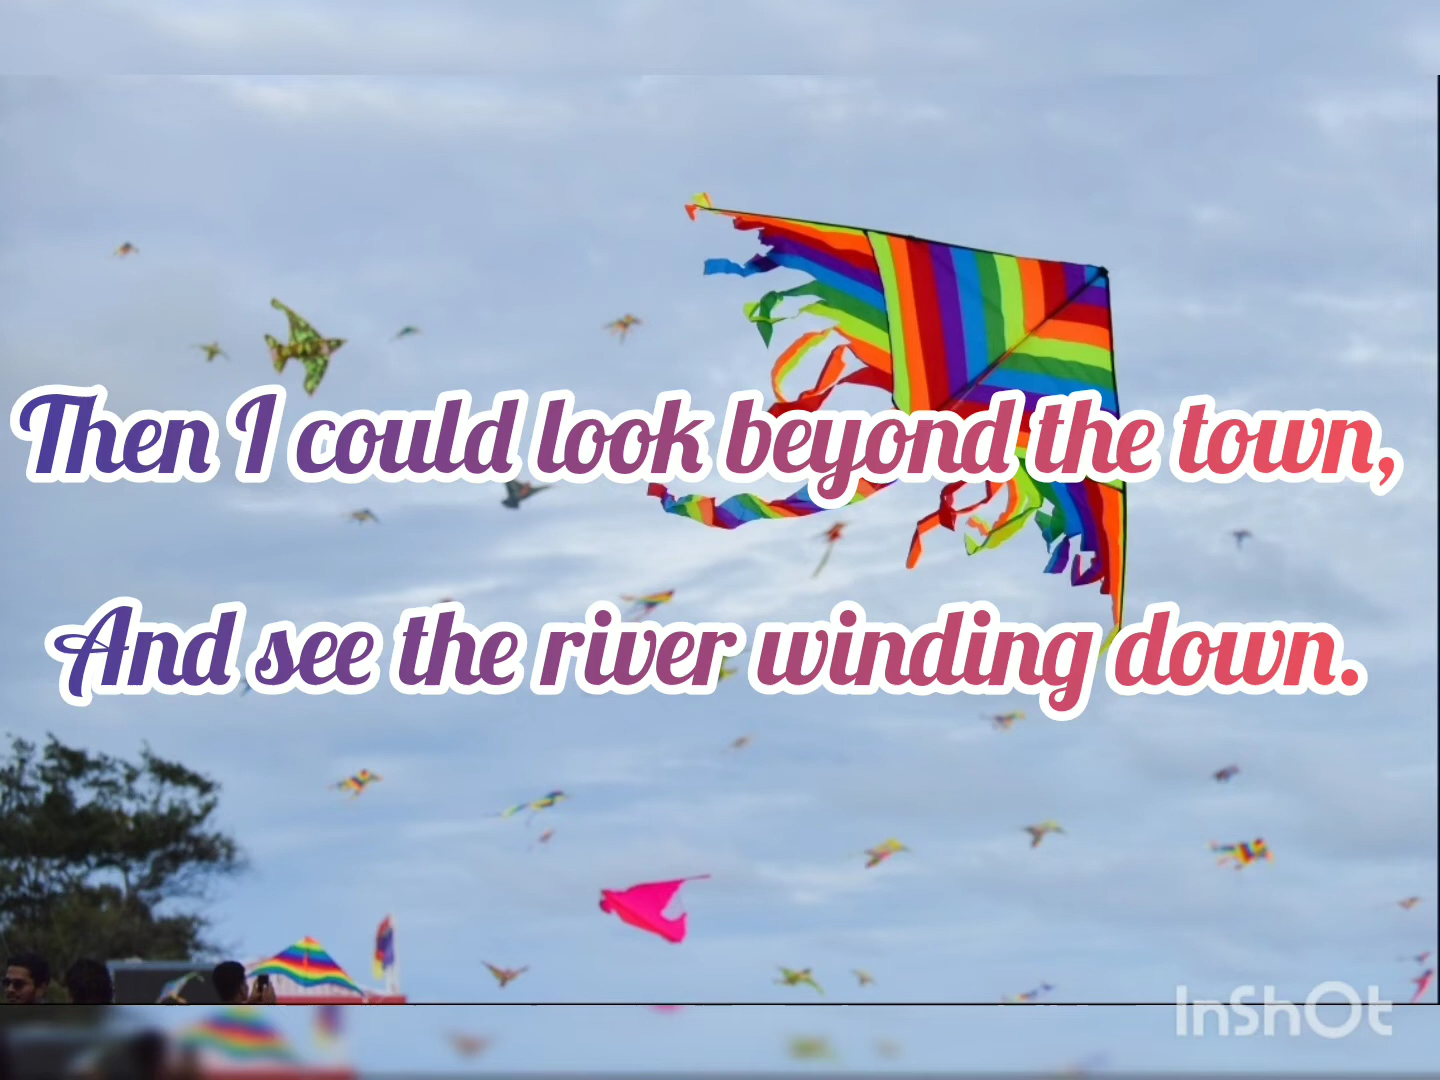 Then I could look beyond the town,
And see the river winding down.
InShOt